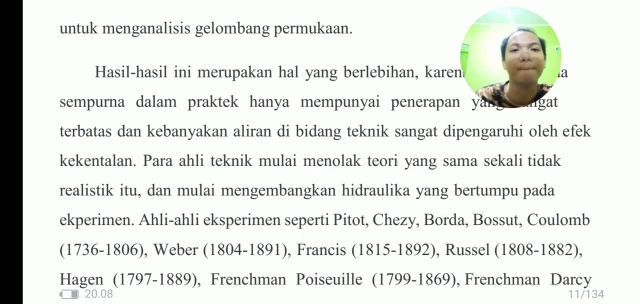 untuk menganalisis gelombang permukaan.
Hasil-hasil ini merupakan hal yang berlebihan, a
sempurna dalam praktek hanya mempunyai penerapan
terbatas dan kebanyakan aliran di bidang teknik sangat dipengaruhi oleh efek
kekentalan. Para ahli teknik mulai menolak teori yang sama sekali tidak
realistik itu, dan mulai mengembangkan hidraulika yang bertumpu pada
ekperimen. Ahli-ahli eksperimen seperti Pitot, Chezy, Borda, Bossut, Coulomb
(1736-1806), Weber (1804-1891), Francis (1815-1892), Russel (1808-1882),
Hagen (1797-1889), Frenchman Poiseuille (1799-1869), Frenchman Darcy
20.08 11/134